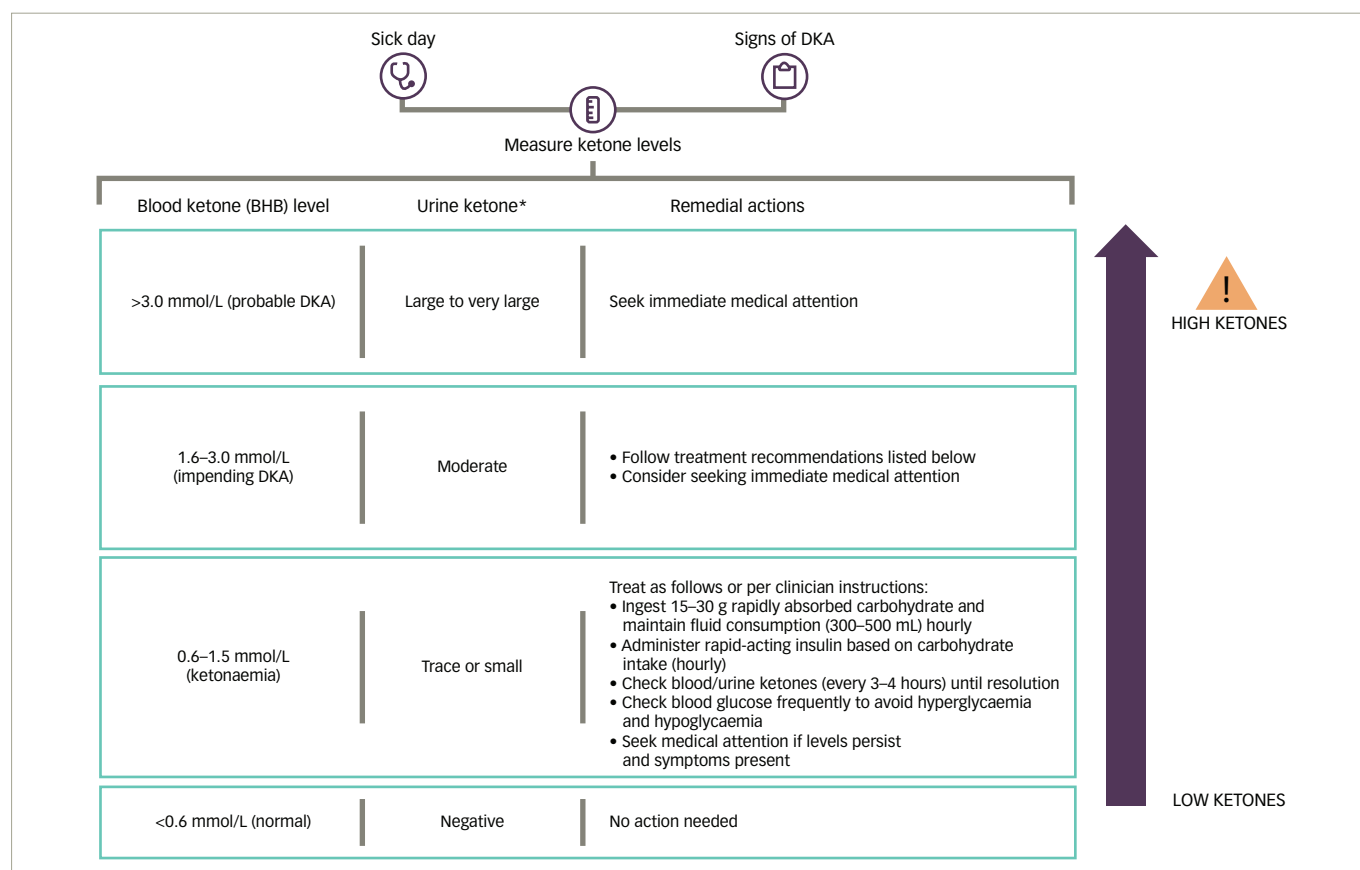 Sick day
Signs of DKA
Measure ketone levels
Blood ketone (BHB) level
Urine ketone*
Remedial actions
>3.0 mmol/L (probable DKA)
Large to very large
Seek immediate medical attention
!
HIGH KETONES
1.6–3.0 mmol/L
(impending DKA)
Moderate
• Follow treatment recommendations listed below
• Consider seeking immediate medical attention
0.6–1.5 mmol/L
(ketonaemia)
Trace or small
Treat as follows or per clinician instructions:
• Ingest 15–30 g rapidly absorbed carbohydrate and
maintain fluid consumption (300–500 mL) hourly
• Administer rapid-acting insulin based on carbohydrate
intake (hourly)
• Check blood/urine ketones (every 3–4 hours) until resolution
• Check blood glucose frequently to avoid hyperglycaemia
and hypoglycaemia
• Seek medical attention if levels persist
and symptoms present
<0.6 mmol/L (normal)
Negative
No action needed
LOW KETONES